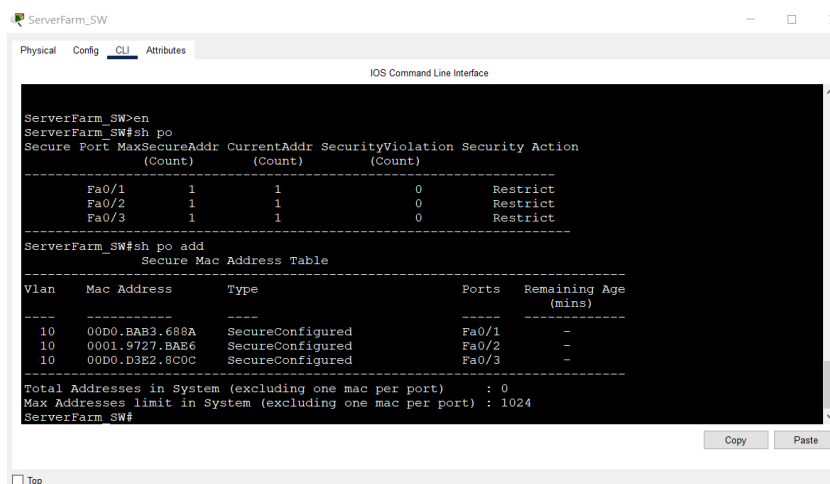 ServerFarm_SW
Physical Config CLI Attributes
IOS Command Line Interface
ServerFarm_SW>en
ServerFarm_SW#sh po
Secure Port MaxSecureAddr CurrentAddr SecurityViolation Security Action
(Count) (Count) (Count)
--------------------------------------------------------------------
Fa0/1 1 1 0 Restrict
Fa0/2 1 1 0 Restrict
Fa0/3 1 1 0 Restrict
----------------------------------------------------------------------
ServerFarm_SW#sh po add
Secure Mac Address Table
-----------------------------------------------------------------------------
Vlan Mac Address Type Ports Remaining Age
(mins)
---- ----------- ---- ----- -------------
10 00D0.BAB3.688A SecureConfigured Fa0/1 -
10 0001.9727.BAE6 SecureConfigured Fa0/2 -
10 00D0.D3E2.8C0C SecureConfigured Fa0/3 -
-----------------------------------------------------------------------------
Total Addresses in System (excluding one mac per port) : 0
Max Addresses limit in System (excluding one mac per port) : 1024
ServerFarm_SW#
Copy Paste
Top